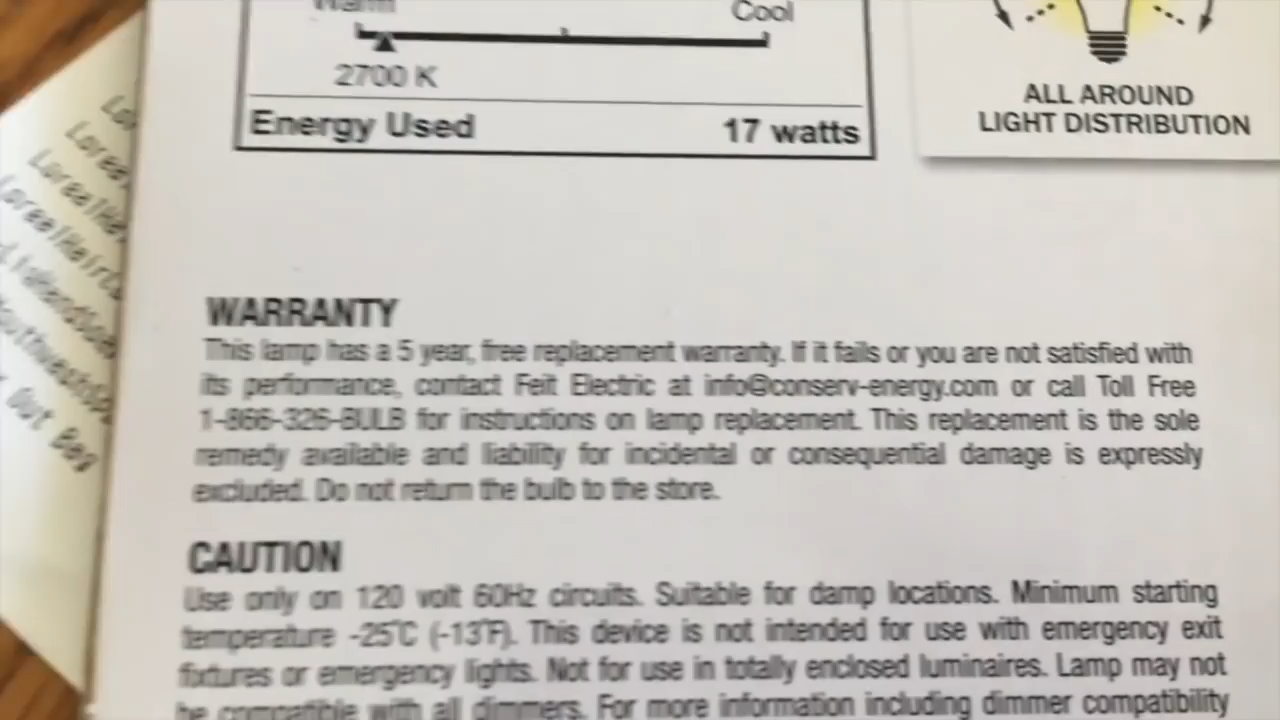 Warm
Cool
2700 K
Energy Used 17 watts
ALL AROUND
LIGHT DISTRIBUTION
WARRANTY
This lamp has a 5 year, free replacement warranty. If it fails or you are not satisfied with
its performance, contact Feit Electric at info@conserv-energy.com or call Toll Free
1-866-326-BULB for instructions on lamp replacement. This replacement is the sole
remedy available and liability for incidental or consequential damage is expressly
excluded. Do not return the bulb to the store.
CAUTION
Use only on 120 volt 60Hz circuits. Suitable for damp locations. Minimum starting
temperature -25°C (-13°F). This device is not intended for use with emergency exit
fixtures or emergency lights. Not for use in totally enclosed luminaires. Lamp may not
be compatible with all dimmers. For more information including dimmer compatibility
Out Bag